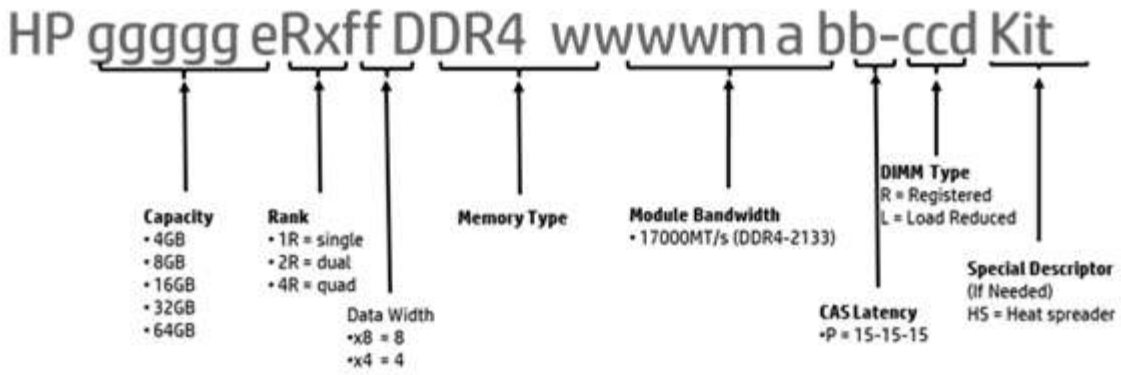 HP ggggg eRxff DDR4 wwwwm a bb-ccd Kit
Capacity
• 4GB
• 8GB
• 16GB
• 32GB
• 64GB
Rank
• 1R = single
• 2R = dual
• 4R = quad
Data Width
•x8 = 8
•x4 = 4
Memory Type
Module Bandwidth
• 17000MT/s (DDR4-2133)
CAS Latency
•P = 15-15-15
DIMM Type
R = Registered
L = Load Reduced
Special Descriptor
(If Needed)
HS = Heat spreader